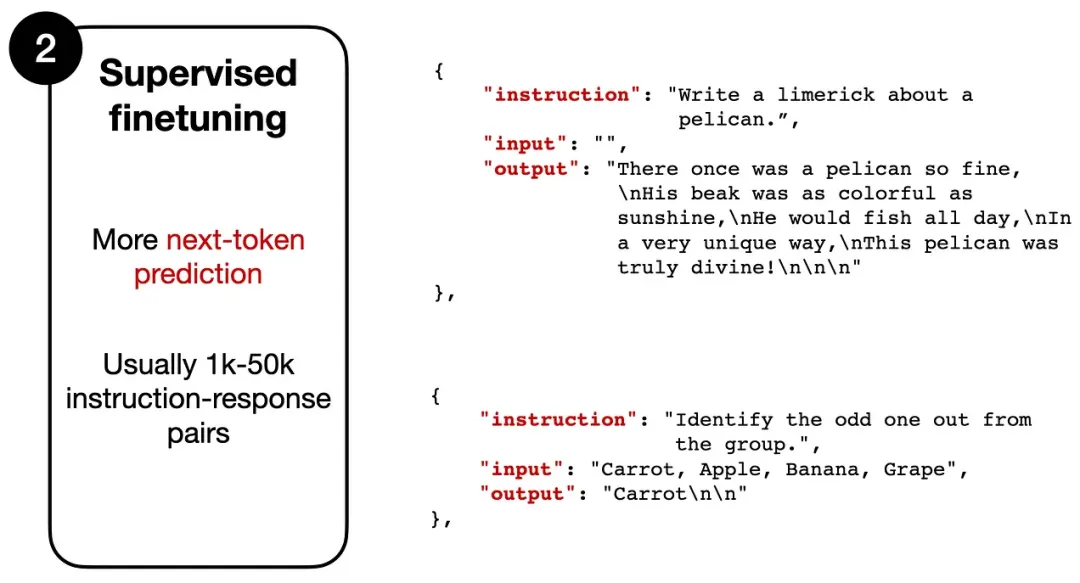 2
Supervised
finetuning
More next-token
prediction
Usually 1k-50k
instruction-response
pairs
{
"instruction": "Write a limerick about a
pelican.”,
"input": "",
"output": "There once was a pelican so fine,
\nHis beak was as colorful as
sunshine,\nHe would fish all day,\nIn
a very unique way,\nThis pelican was
truly divine!\n\n\n"
},
{
"instruction": "Identify the odd one out from
the group.",
"input": "Carrot, Apple, Banana, Grape",
"output": "Carrot\n\n"
},